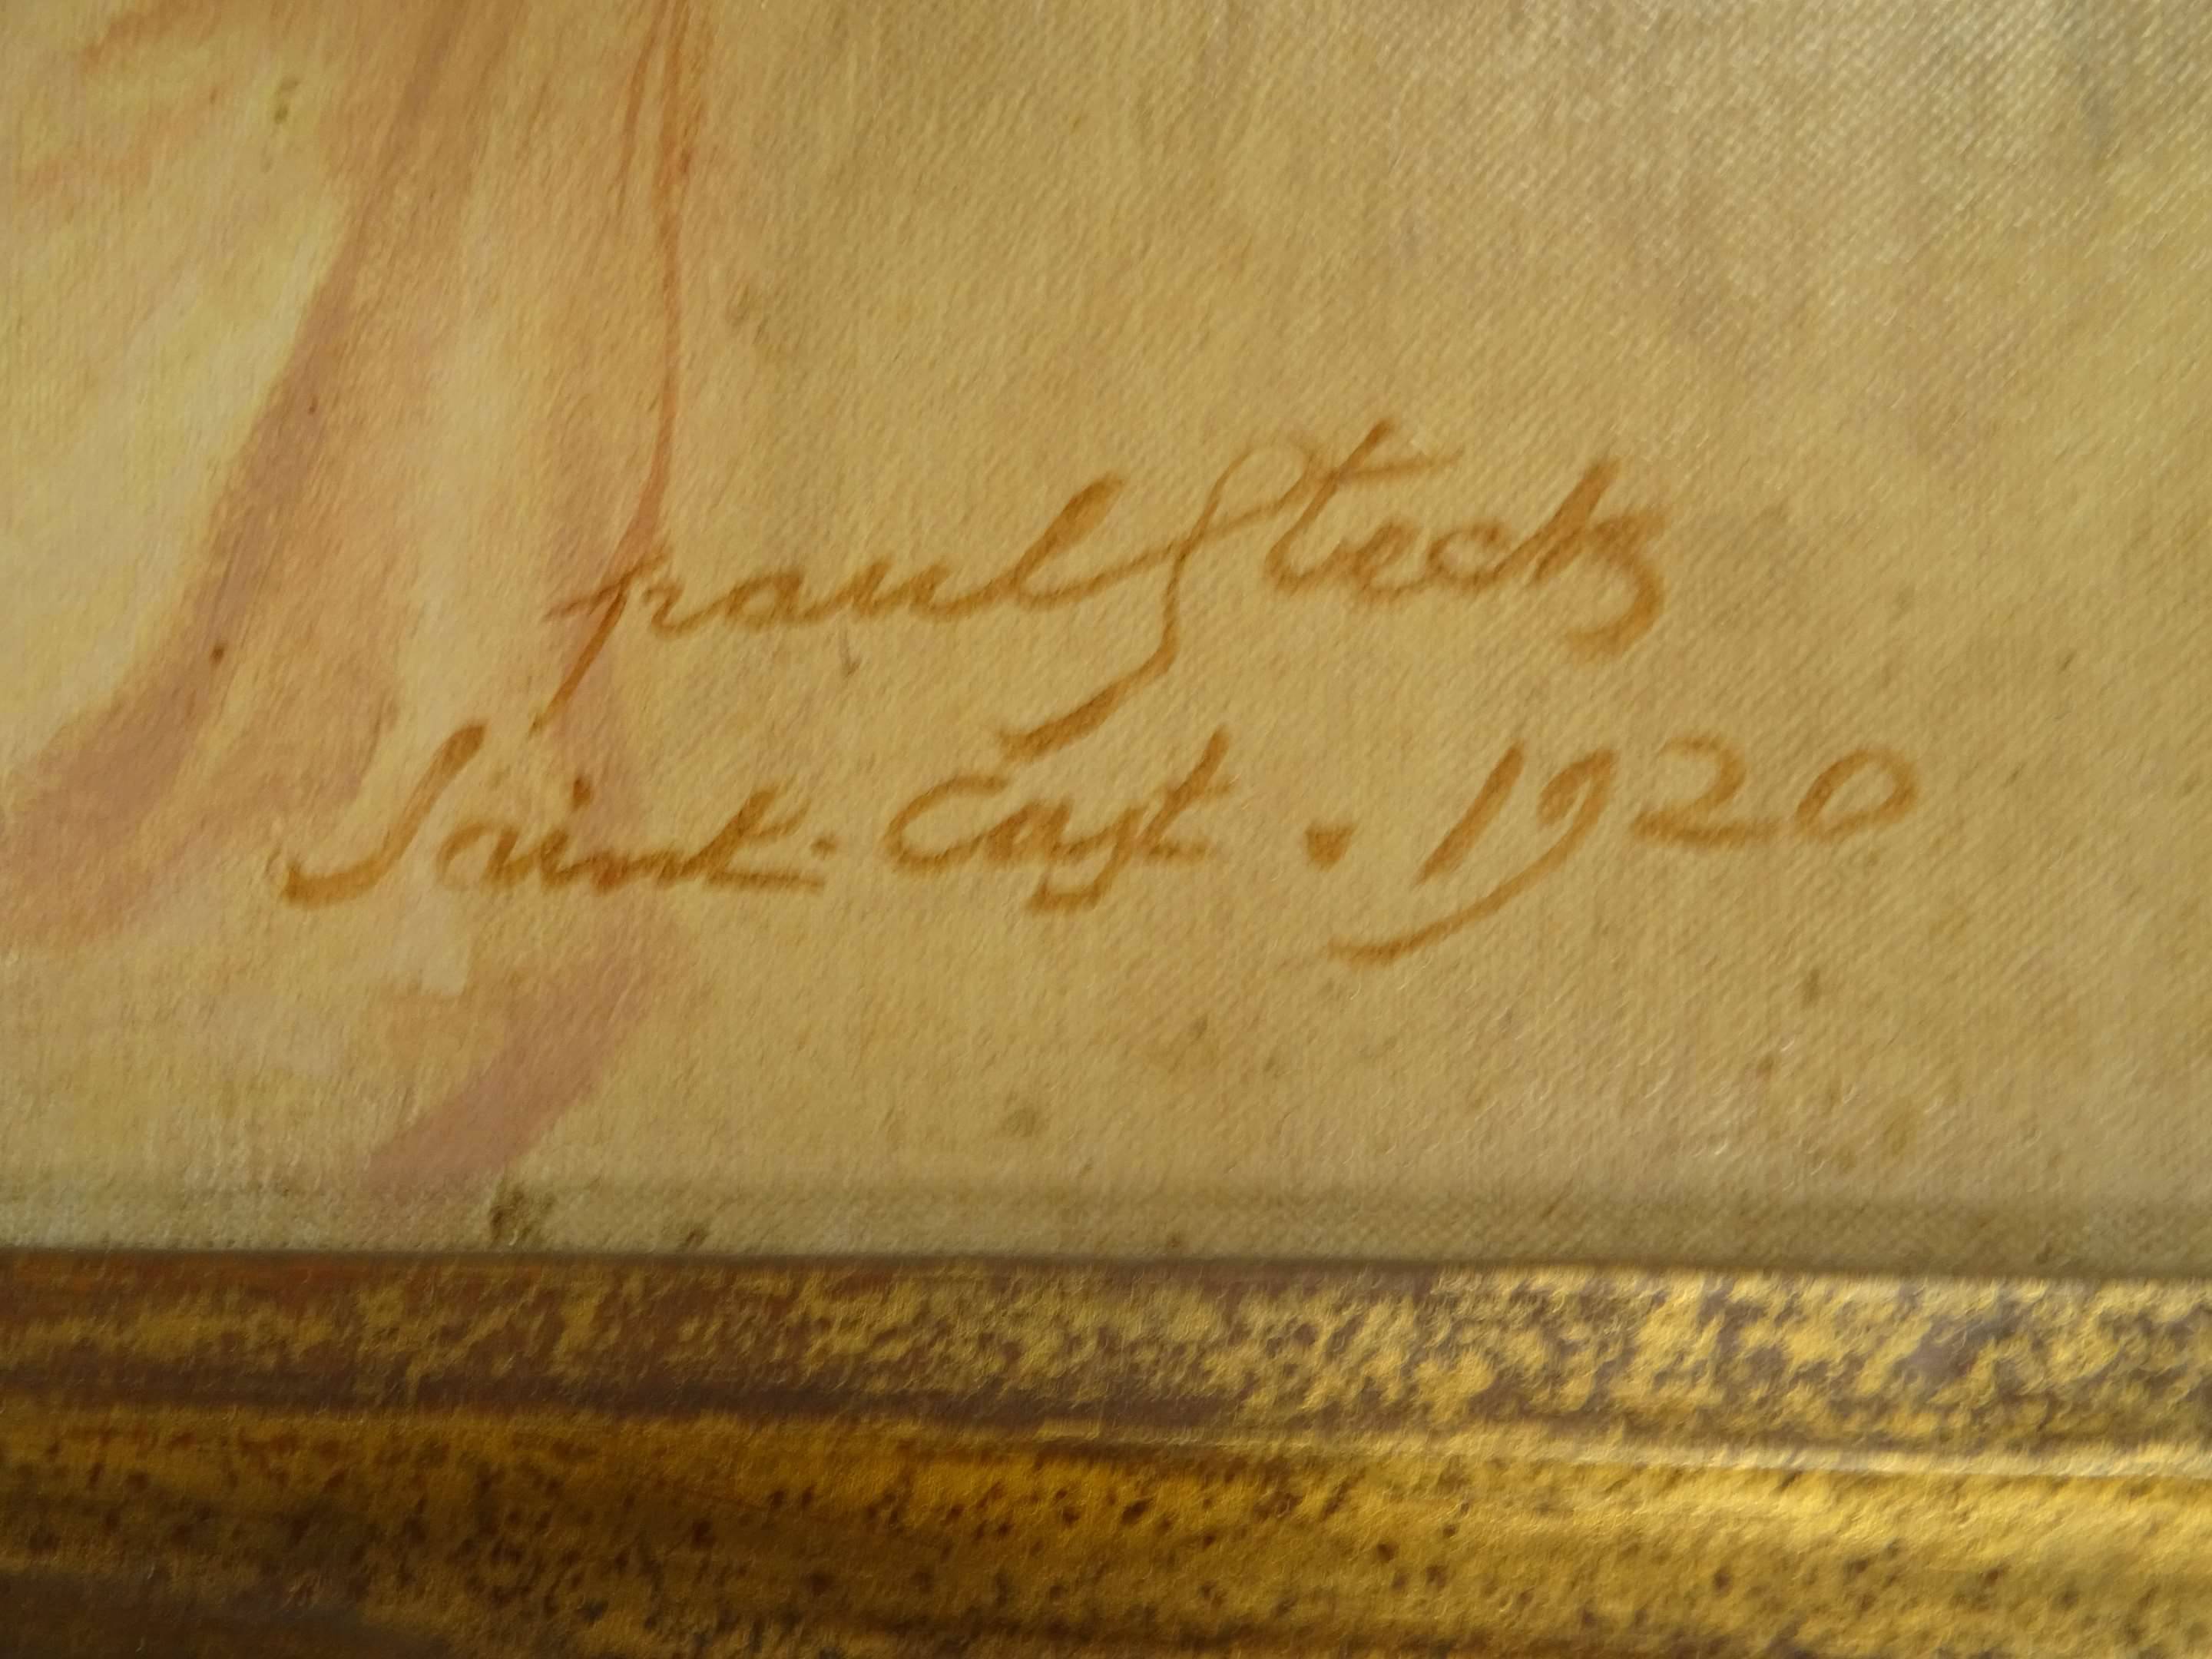 paul Steck
Saint. Cast . 1920